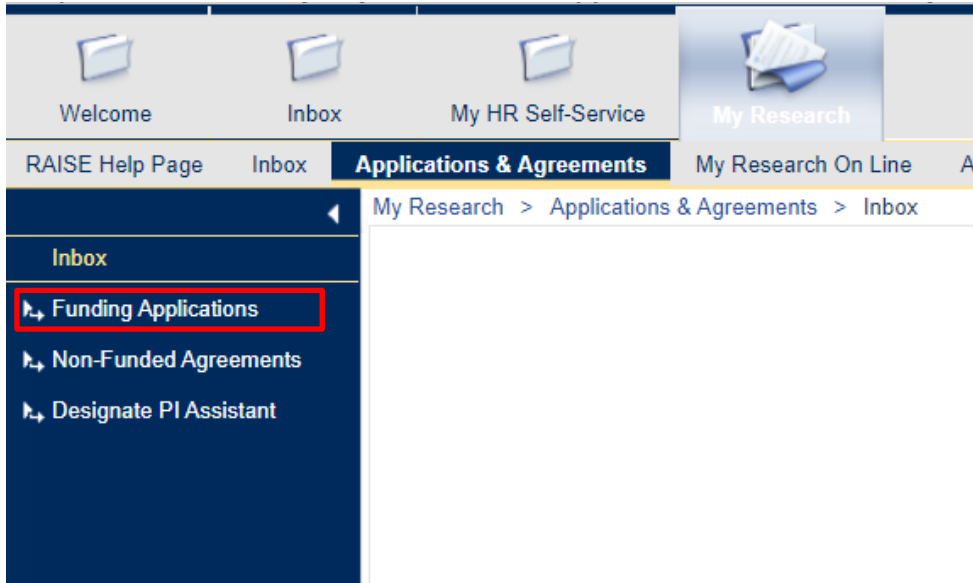 Welcome
Inbox
My HR Self-Service
My Research
RAISE Help Page
Inbox
Applications & Agreements
My Research On Line
A
My Research > Applications & Agreements > Inbox
Inbox
Funding Applications
Non-Funded Agreements
Designate PI Assistant